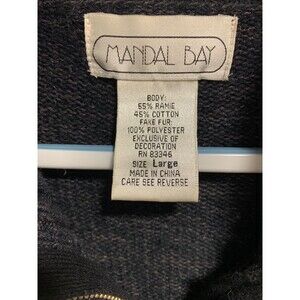 MANDAL BAY
BODY:
55% RAMIE
45% COTTON
FAKE FUR:
100% POLYESTER
EXCLUSIVE OF
DECORATION
RN 83346
SIZE Large
MADE IN CHINA
CARE SEE REVERSE